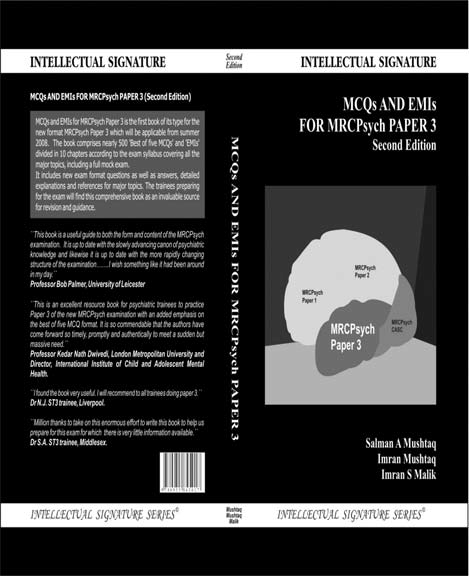 INTELLECTUAL SIGNATURE
MCQs AND EMIs FOR MRCPsych PAPER 3 (Second Edition)
MCQs and EMIs for MRCPsych Paper 3 is the first book of its type for the
new format MRCPsych Paper 3 which will be applicable from summer
2008. The book comprises nearly 500 'Best of five MCQs' and 'EMIs'
divided in 10 chapters according to the exam syllabus covering all the
major topics, including a full mock exam.
It includes new exam format questions as well as answers, detailed
explanations and references for major topics. The trainees preparing
for the exam will find this comprehensive book as an invaluable source
for revision and guidance.
``This book is a useful guide to both the form and content of the MRCPsych
examination. It is up to date with the slowly advancing canon of psychiatric
knowledge and likewise it is up to date with the more rapidly changing
structure of the examination.......I wish something like it had been around
in my day.``
Professor Bob Palmer, University of Leicester
``This is an excellent resource book for psychiatric trainees to practice
Paper 3 of the new MRCPsych examination with an added emphasis on
the best of five MCQ format. It is so commendable that the authors have
come forward so timely, promptly and authentically to meet a sudden but
massive need.``
Professor Kedar Nath Dwivedi, London Metropolitan University and
Director, International Institute of Child and Adolescent Mental
Health.
``I found the book very useful. I will recommend to all trainees doing paper 3.``
Dr N.J. ST3 trainee, Liverpool.
``Million thanks to take on this enormous effort to write this book to help us
prepare for this exam for which there is very little information available.``
Dr S.A. ST3 trainee, Middlesex.
INTELLECTUAL SIGNATURE SERIES©
Second
Edition
MCQs AND EMIs FOR MRCPsych PAPER 3
Mushtaq
Mushtaq
Malik
INTELLECTUAL SIGNATURE
MCQs AND EMIs
FOR MRCPsych PAPER 3
Second Edition
MRCPsych
Paper 2
MRCPsych
Paper 1
MRCPsych
CASC
MRCPsych
Paper 3
Salman A Mushtaq
Imran Mushtaq
Imran S Malik
INTELLECTUAL SIGNATURE SERIES©